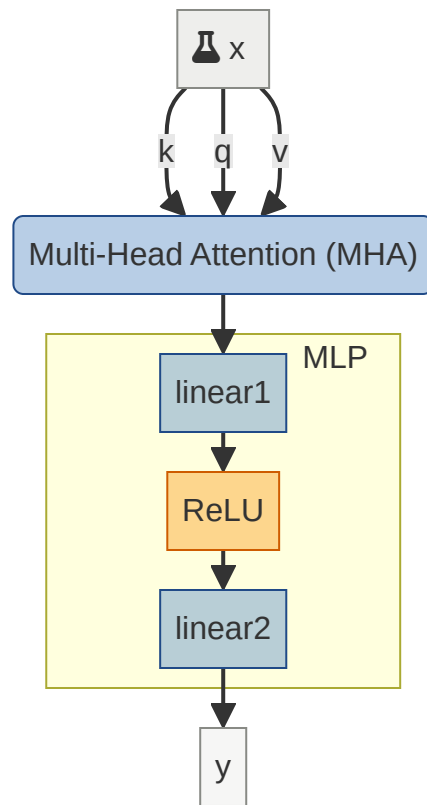 x
k
q
v
Multi-Head Attention (MHA)
MLP
linear1
ReLU
linear2
y